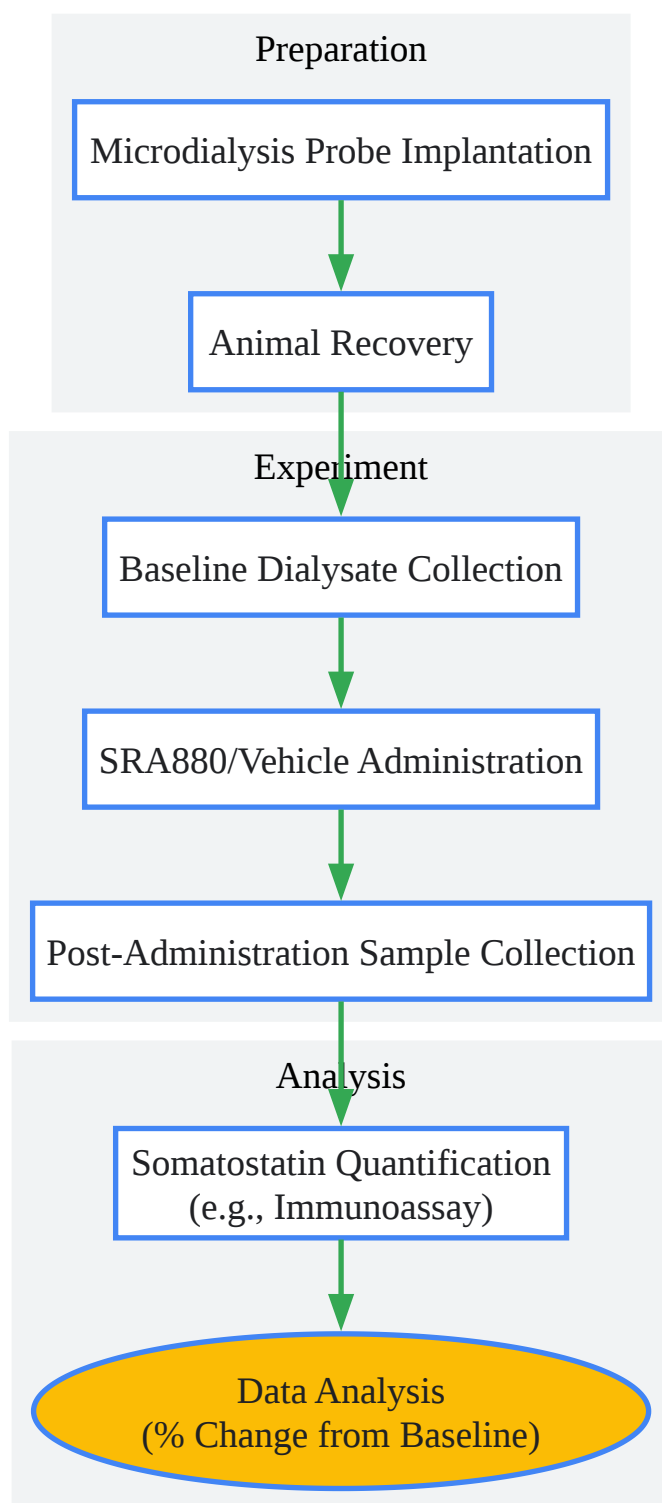 Preparation
Microdialysis Probe Implantation
Animal Recovery
Experiment
Baseline Dialysate Collection
SRA880/Vehicle Administration
Post-Administration Sample Collection
Analysis
Somatostatin Quantification
(e.g., Immunoassay)
Data Analysis
(% Change from Baseline)